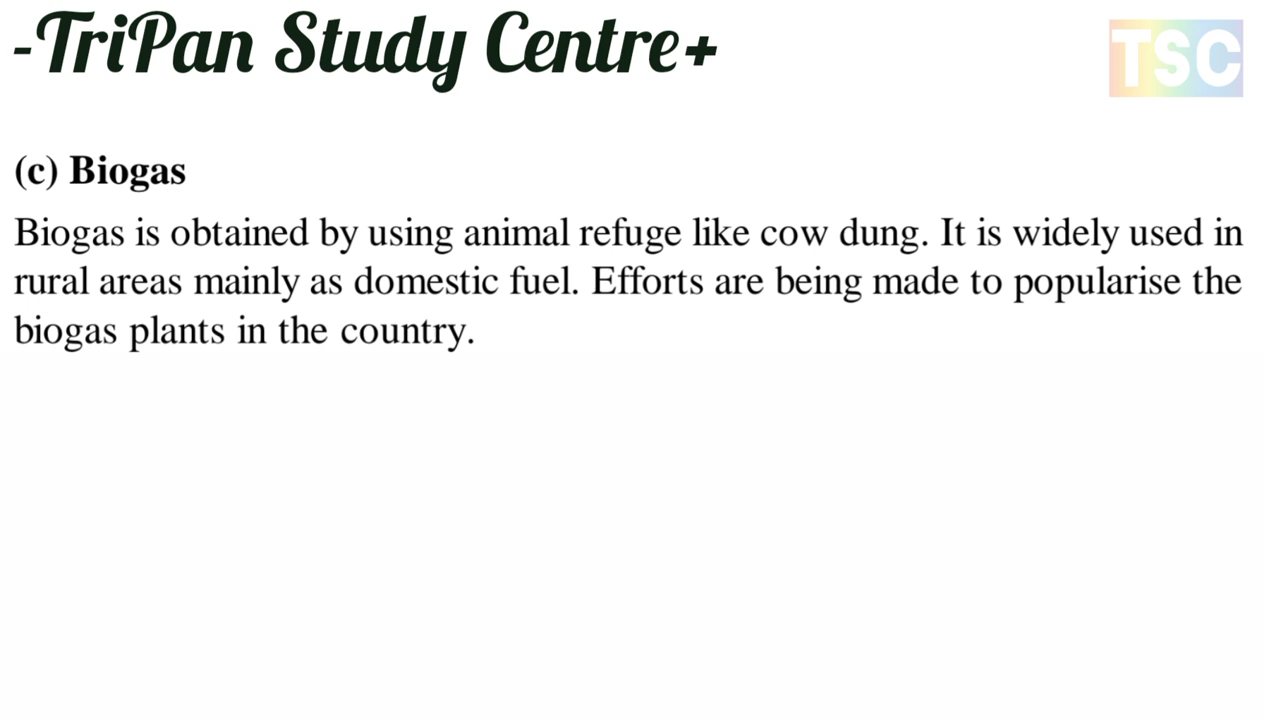 -TriPan Study Centre+
TSC
(c) Biogas
Biogas is obtained by using animal refuge like cow dung. It is widely used in
rural areas mainly as domestic fuel. Efforts are being made to popularise the
biogas plants in the country.